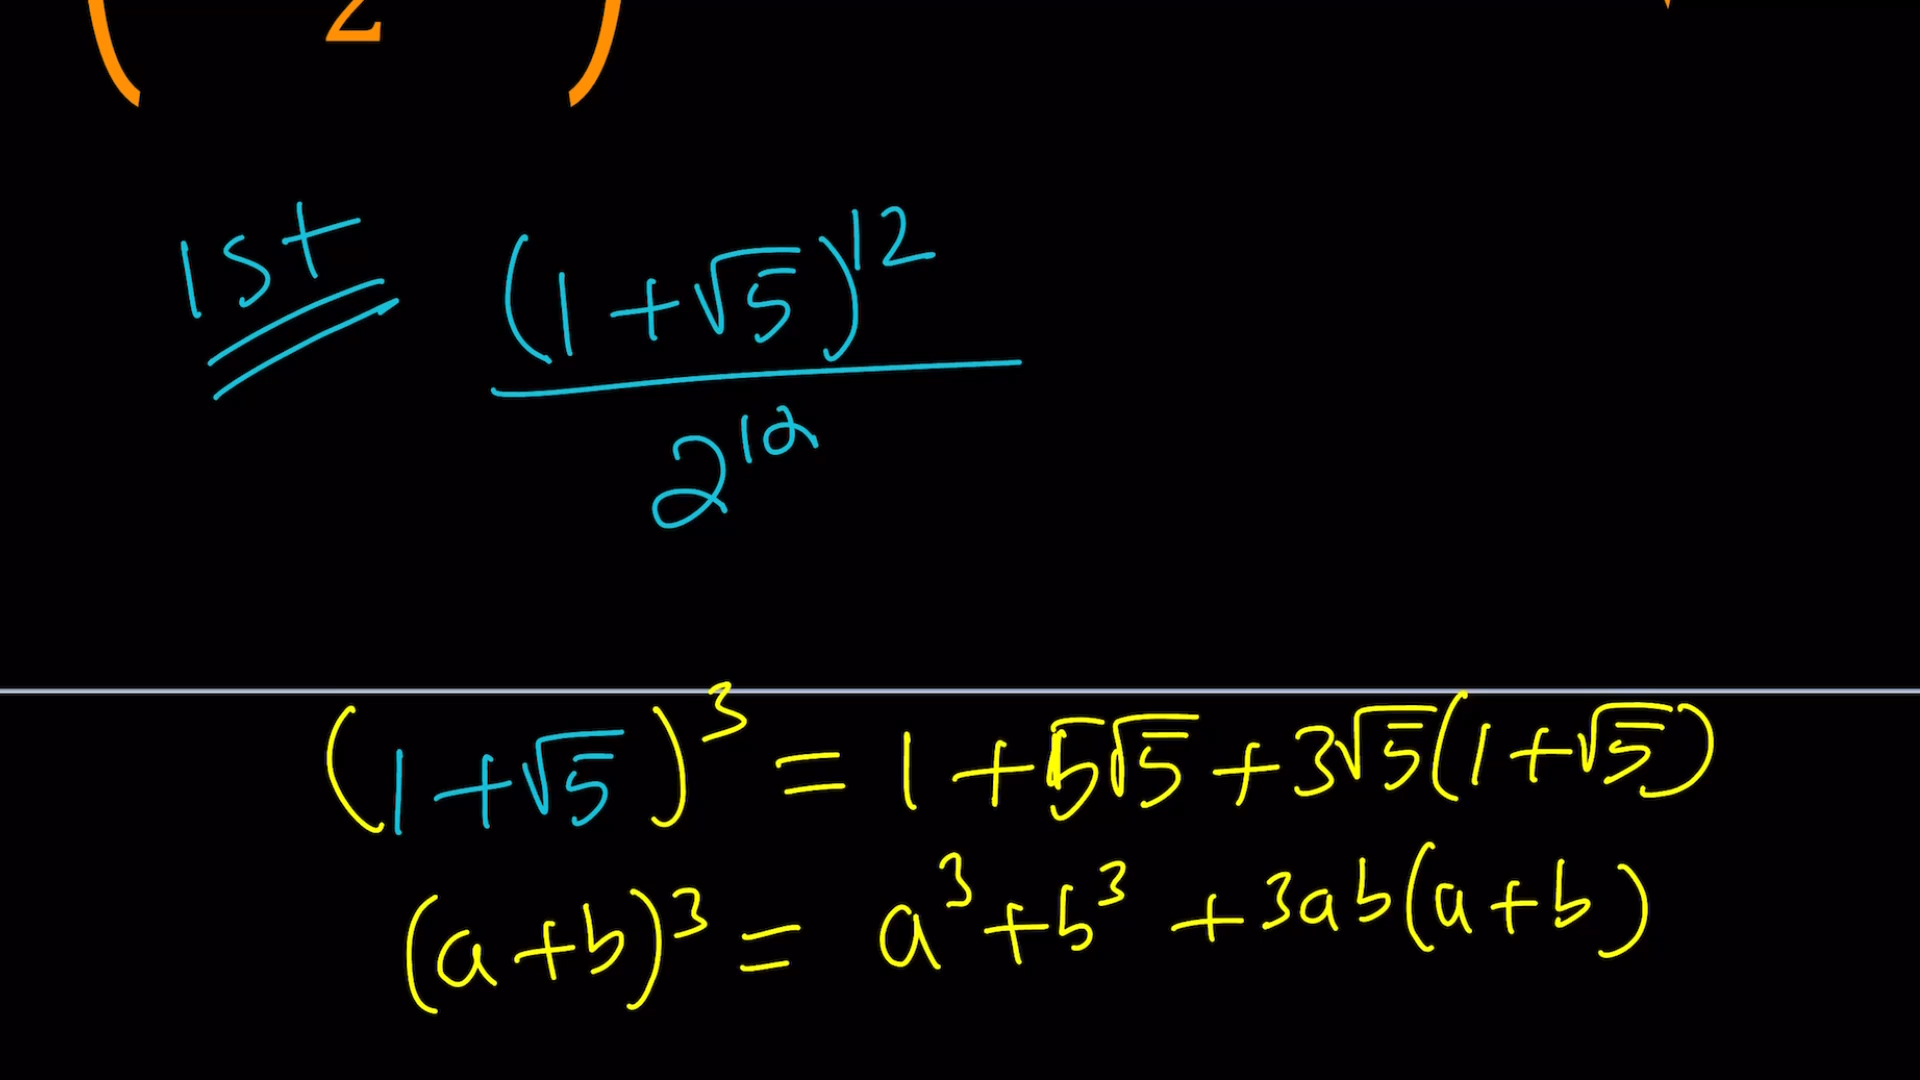 ( 2 )
1st (1+√5)^12
2^12
(1+√5)^3 = 1+5√5+3√5(1+√5)
(a+b)^3 = a^3+b^3 +3ab(a+b)